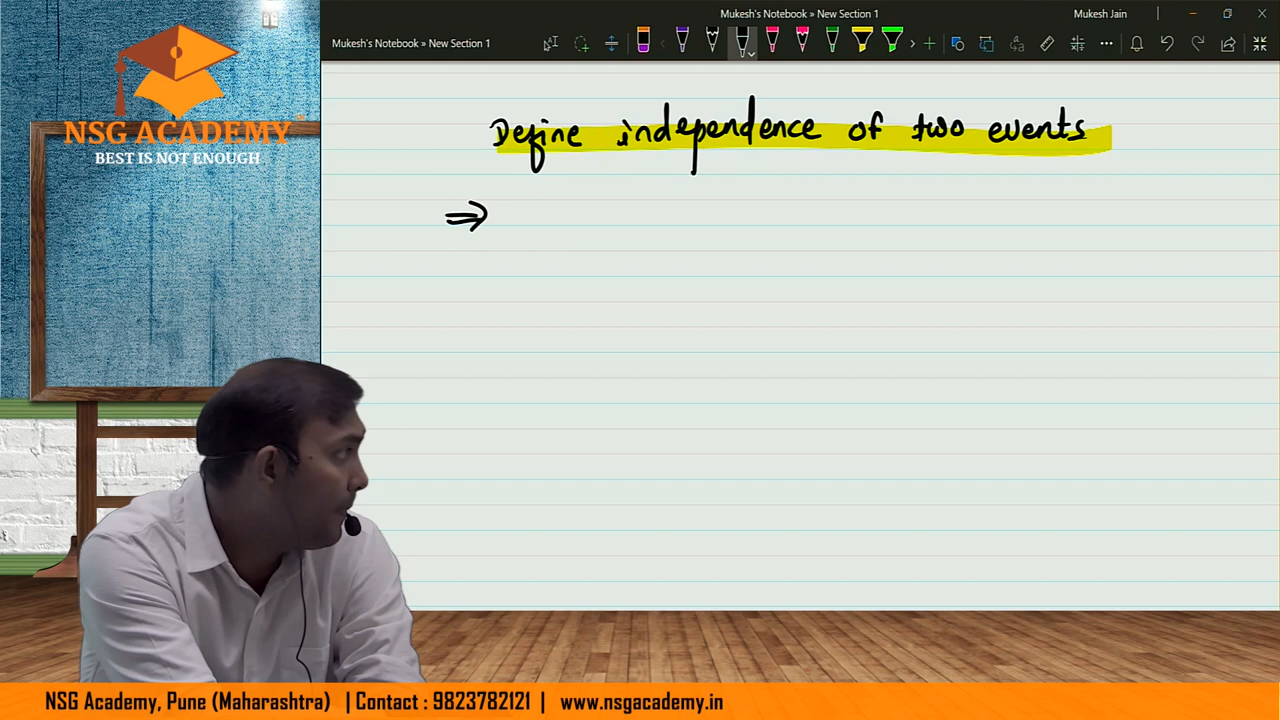 Mukesh's Notebook » New Section 1
Mukesh Jain
Mukesh's Notebook » New Section 1
NSG ACADEMY
BEST IS NOT ENOUGH
Define independence of two events
⇒
NSG Academy, Pune (Maharashtra) | Contact : 9823782121 | www.nsgacademy.in